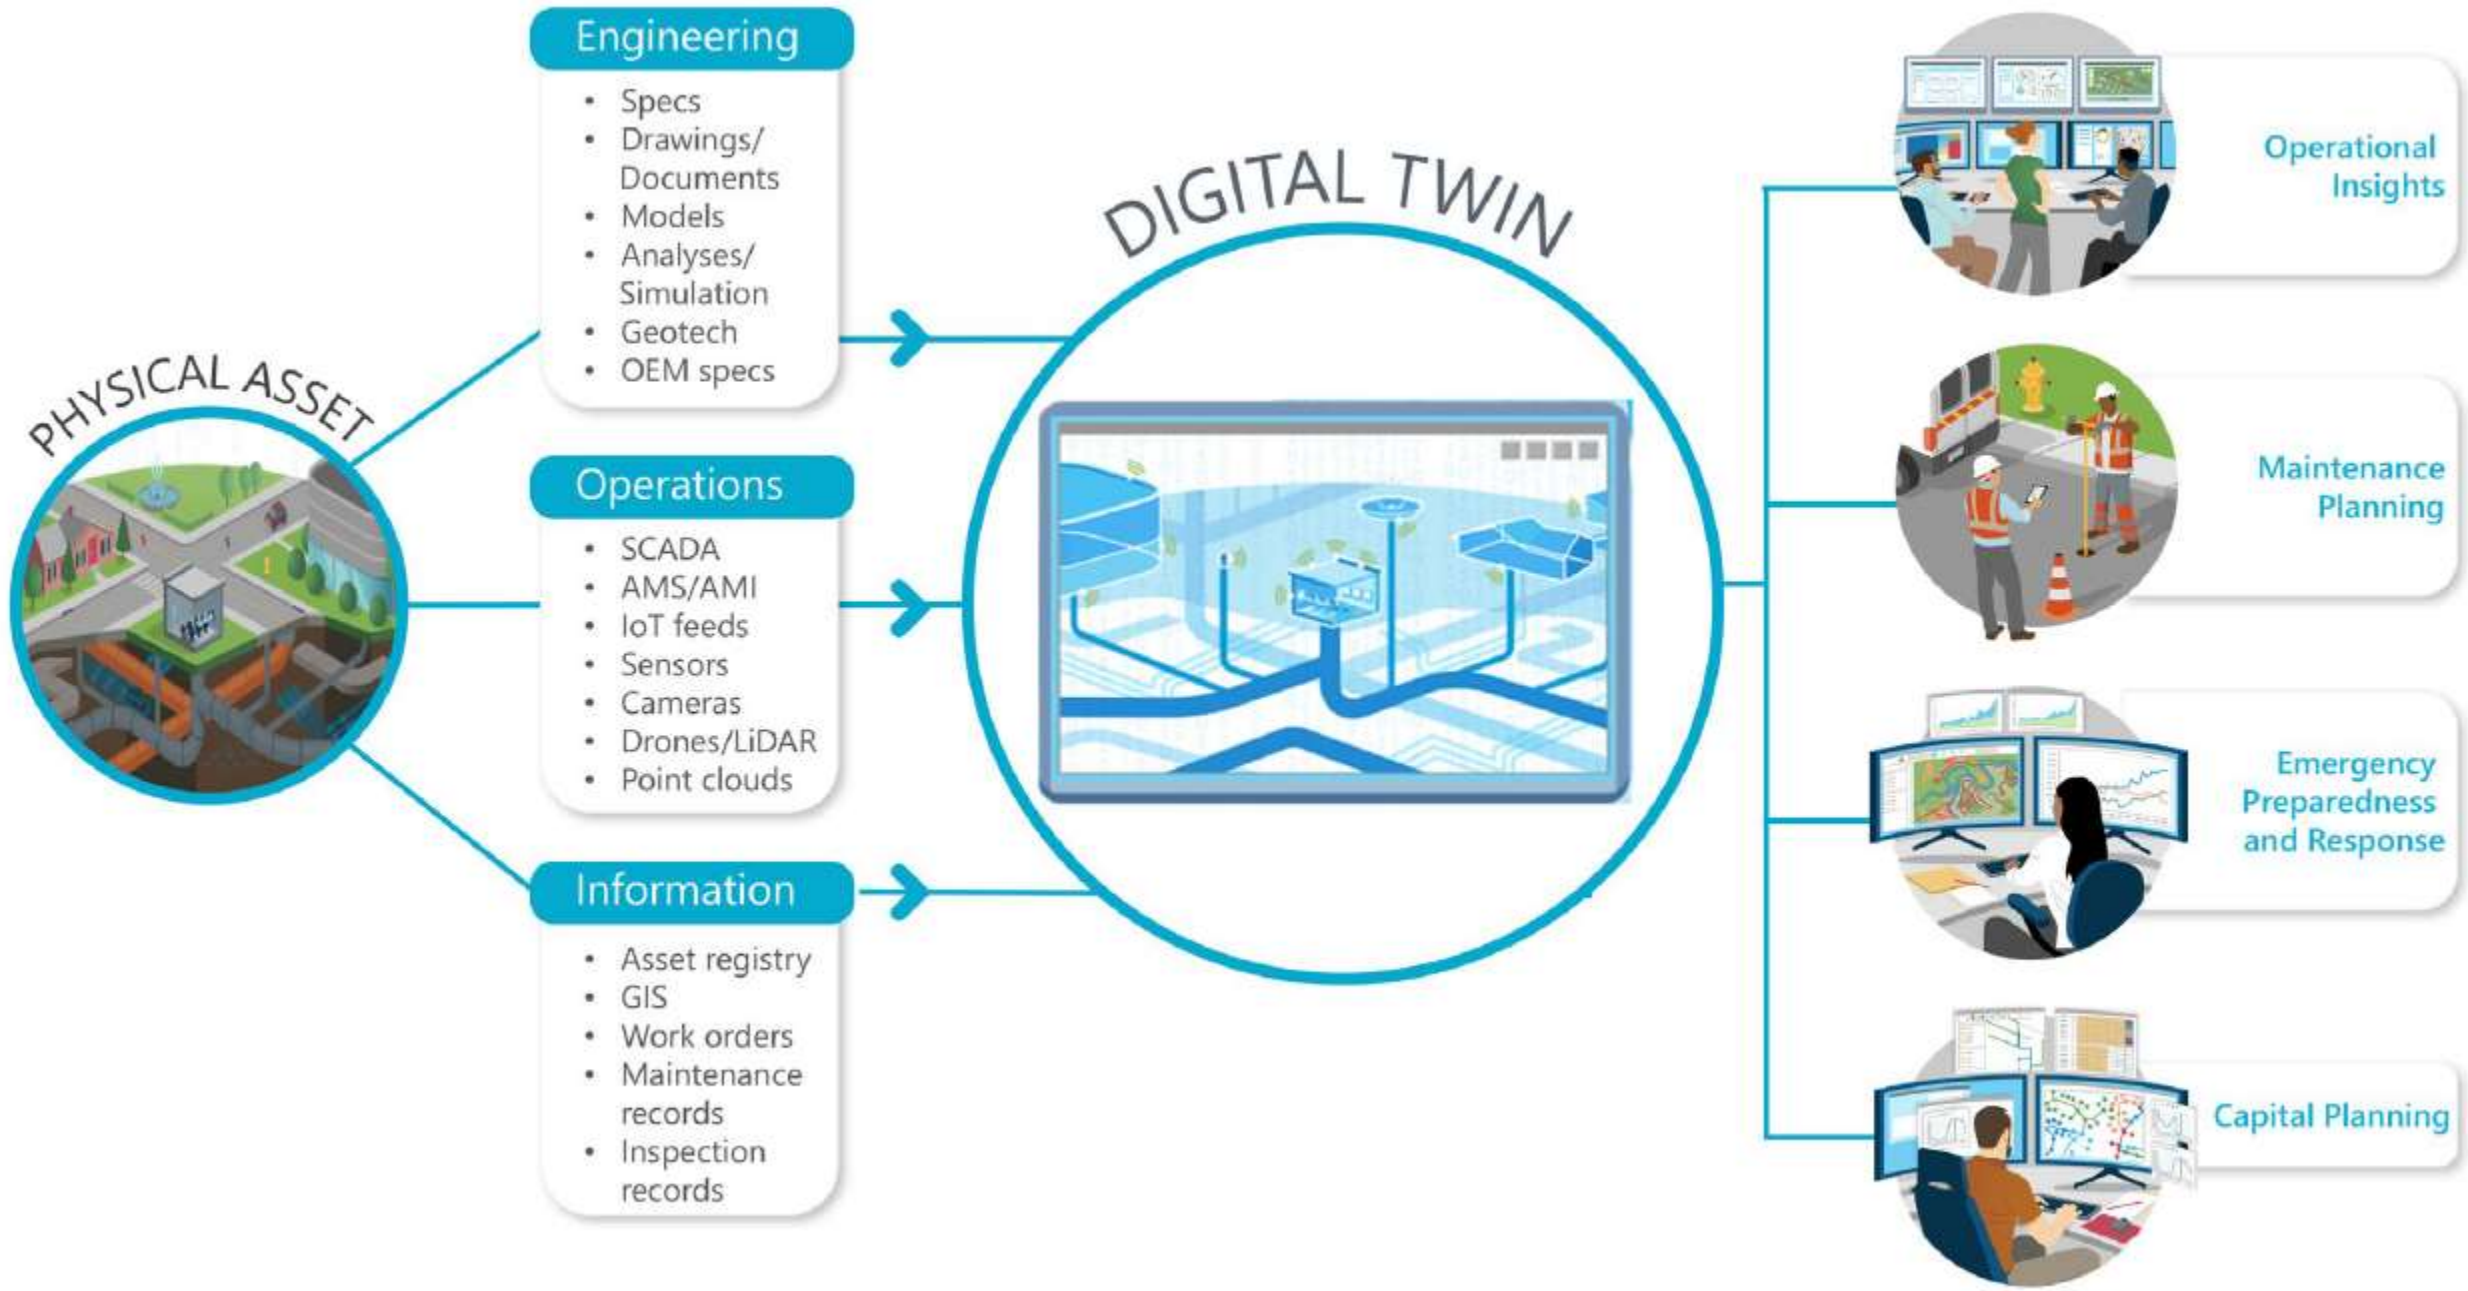 PHYSICAL ASSET
Engineering
• Specs
• Drawings/
Documents
• Models
• Analyses/
Simulation
• Geotech
• OEM specs
Operations
• SCADA
• AMS/AMI
• IoT feeds
• Sensors
• Cameras
• Drones/LiDAR
• Point clouds
Information
• Asset registry
• GIS
• Work orders
• Maintenance
records
• Inspection
records
DIGITAL TWIN
Operational
Insights
Maintenance
Planning
Emergency
Preparedness
and Response
Capital Planning